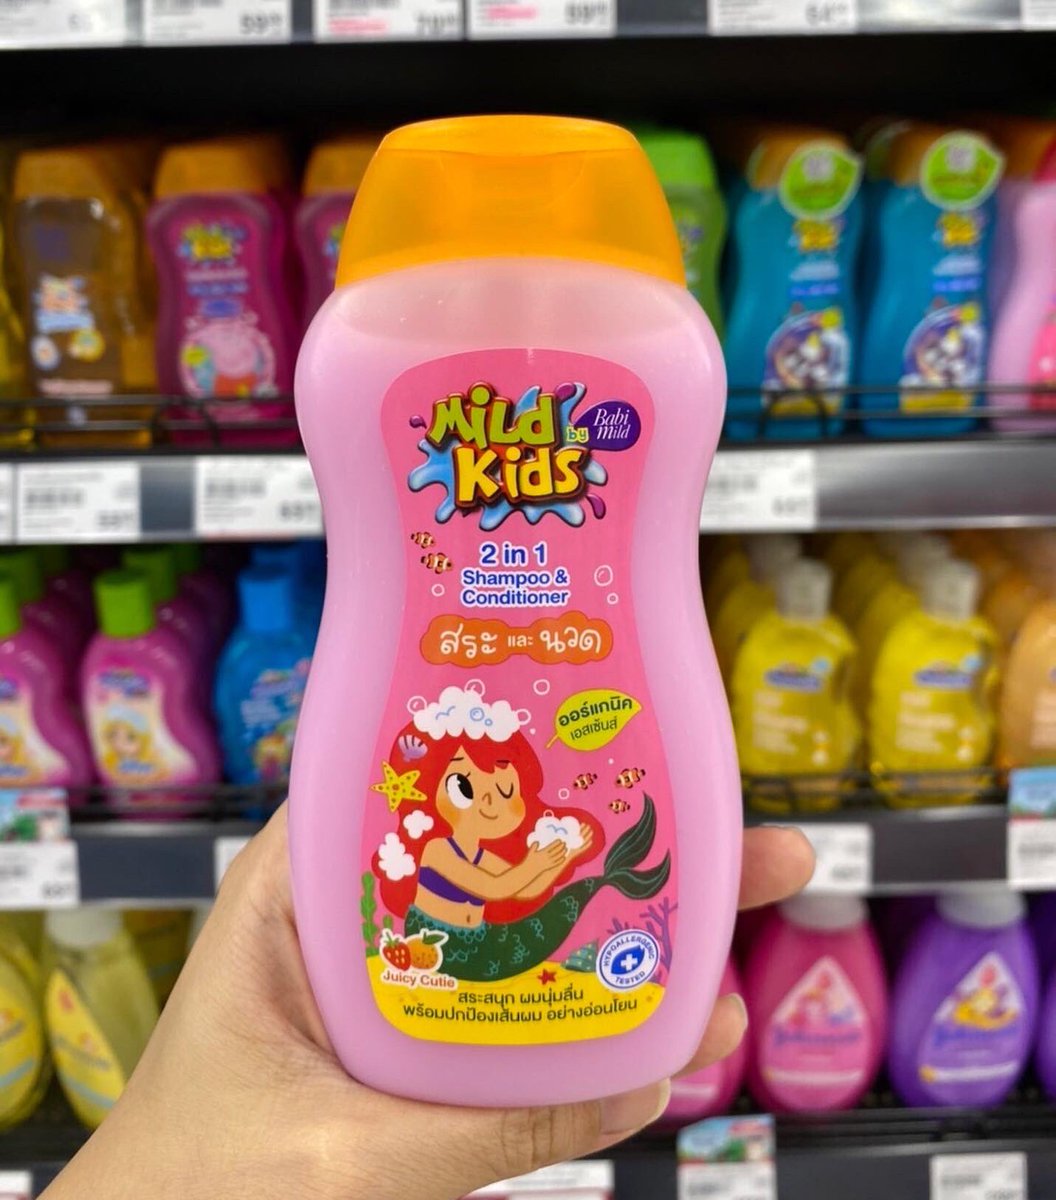 Mild
by
Babi
Mild
Kids
2 in 1
Shampoo &
Conditioner
สระ และ นวด
ออร์แกนิค
เอสเซ้นส์
HYPOALLERGENIC
TESTED
Juicy Cutie
สระสนุก ผมนุ่มลื่น
พร้อมปกป้องเส้นผม อย่างอ่อนโยน